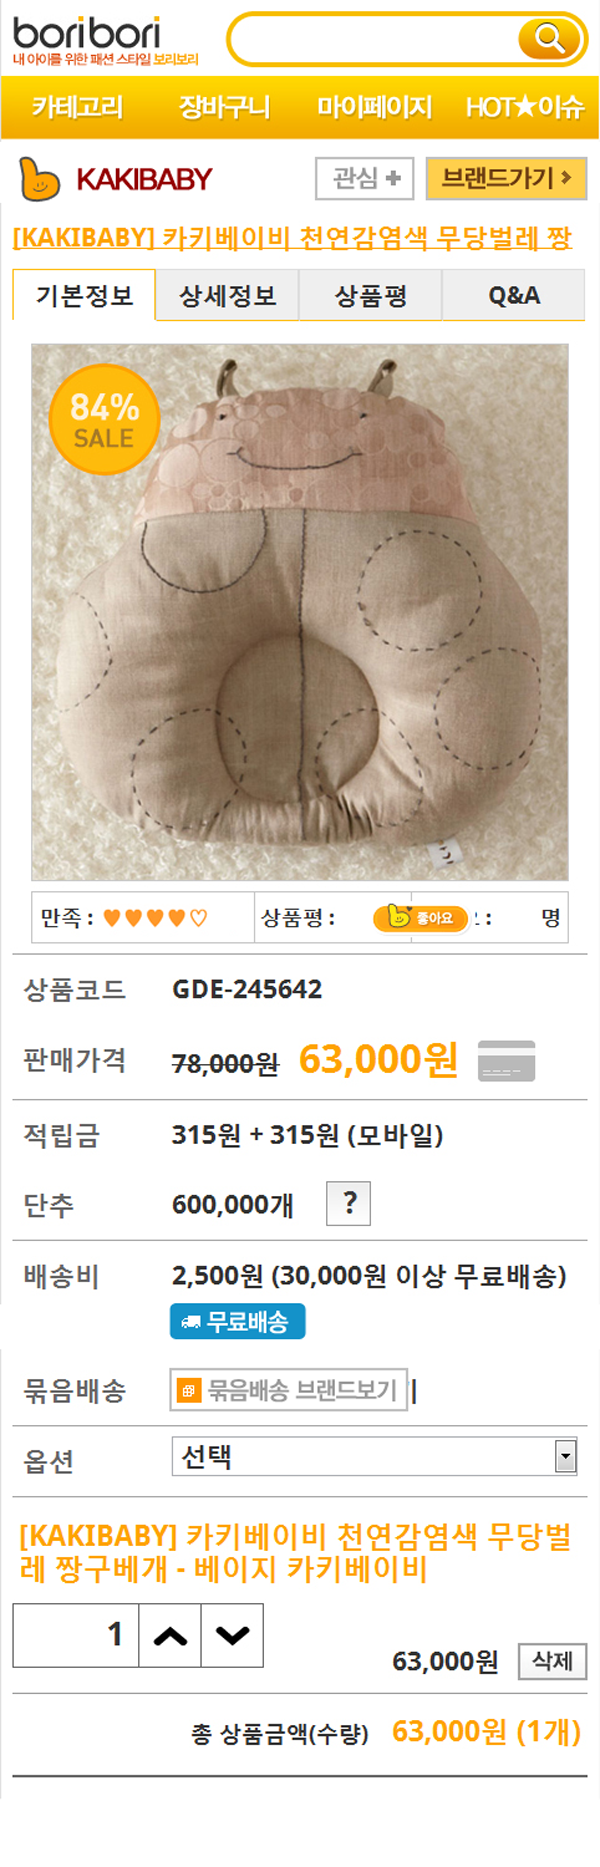 boribori
내 아이를 위한 패션 스타일 보리보리
카테고리 장바구니 마이페이지 HOT★이슈
KAKIBABY 관심 + 브랜드가기 >
[KAKIBABY] 카키베이비 천연감염색 무당벌레 짱
기본정보 상세정보 상품평 Q&A
84%
SALE
만족 : ♥♥♥♥♡ 상품평 : 좋아요 : 명
상품코드 GDE-245642
판매가격 78,000원 63,000원
적립금 315원 + 315원 (모바일)
단추 600,000개 ?
배송비 2,500원 (30,000원 이상 무료배송)
무료배송
묶음배송 묶음배송 브랜드보기
옵션 선택
[KAKIBABY] 카키베이비 천연감염색 무당벌
레 짱구베개 - 베이지 카키베이비
1
63,000원 삭제
총 상품금액(수량) 63,000원 (1개)